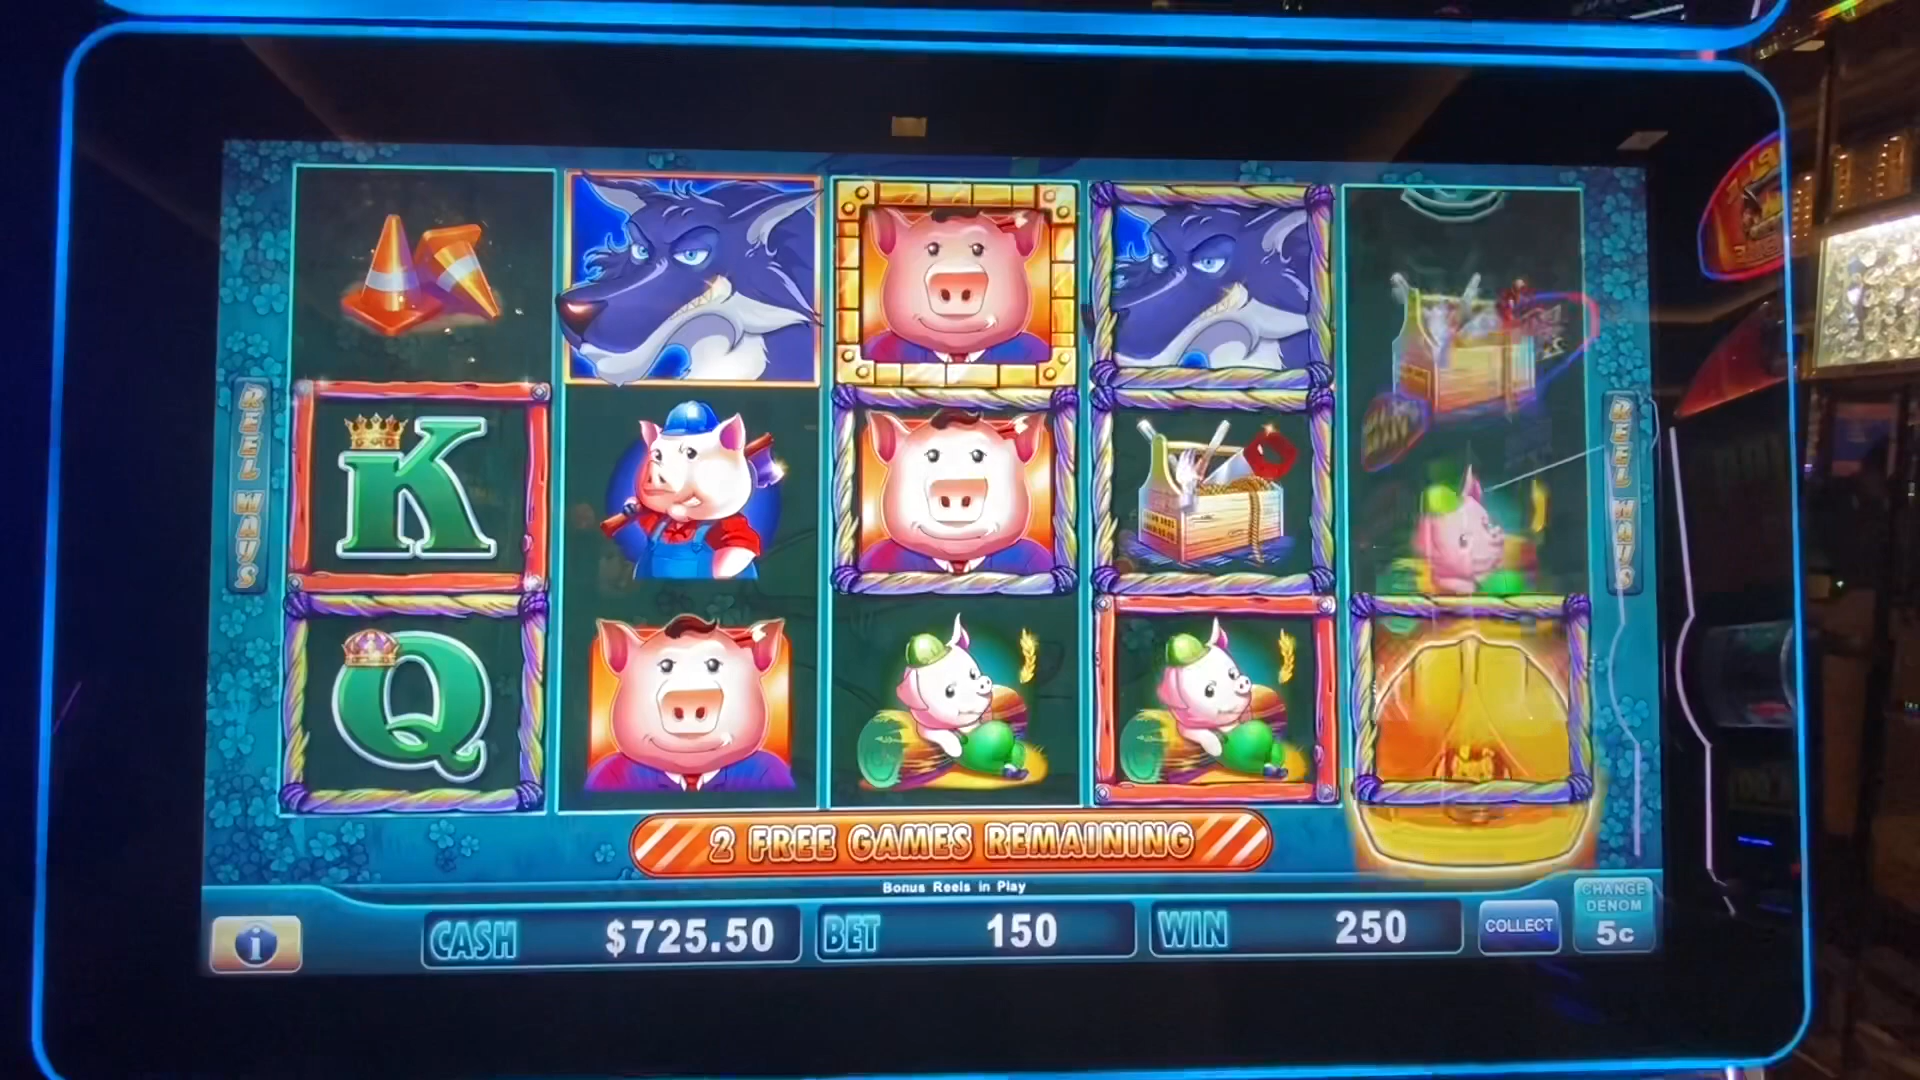 REEL WAYS
K
Q
REEL WAYS
2 FREE GAMES REMAINING
Bonus Reels in Play
i
CASH $725.50
BET 150
WIN 250
COLLECT
CHANGE
DENOM
5¢